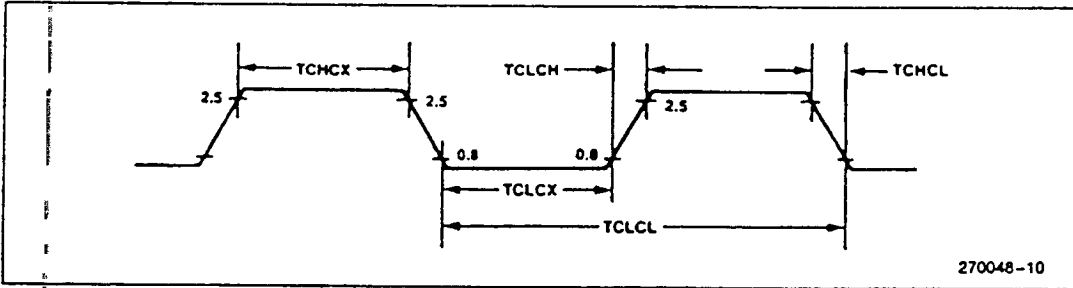 TCHCX
TCLCH
TCHCL
2.5
2.5
2.5
0.8
0.8
TCLCX
TCLCL
270048-10